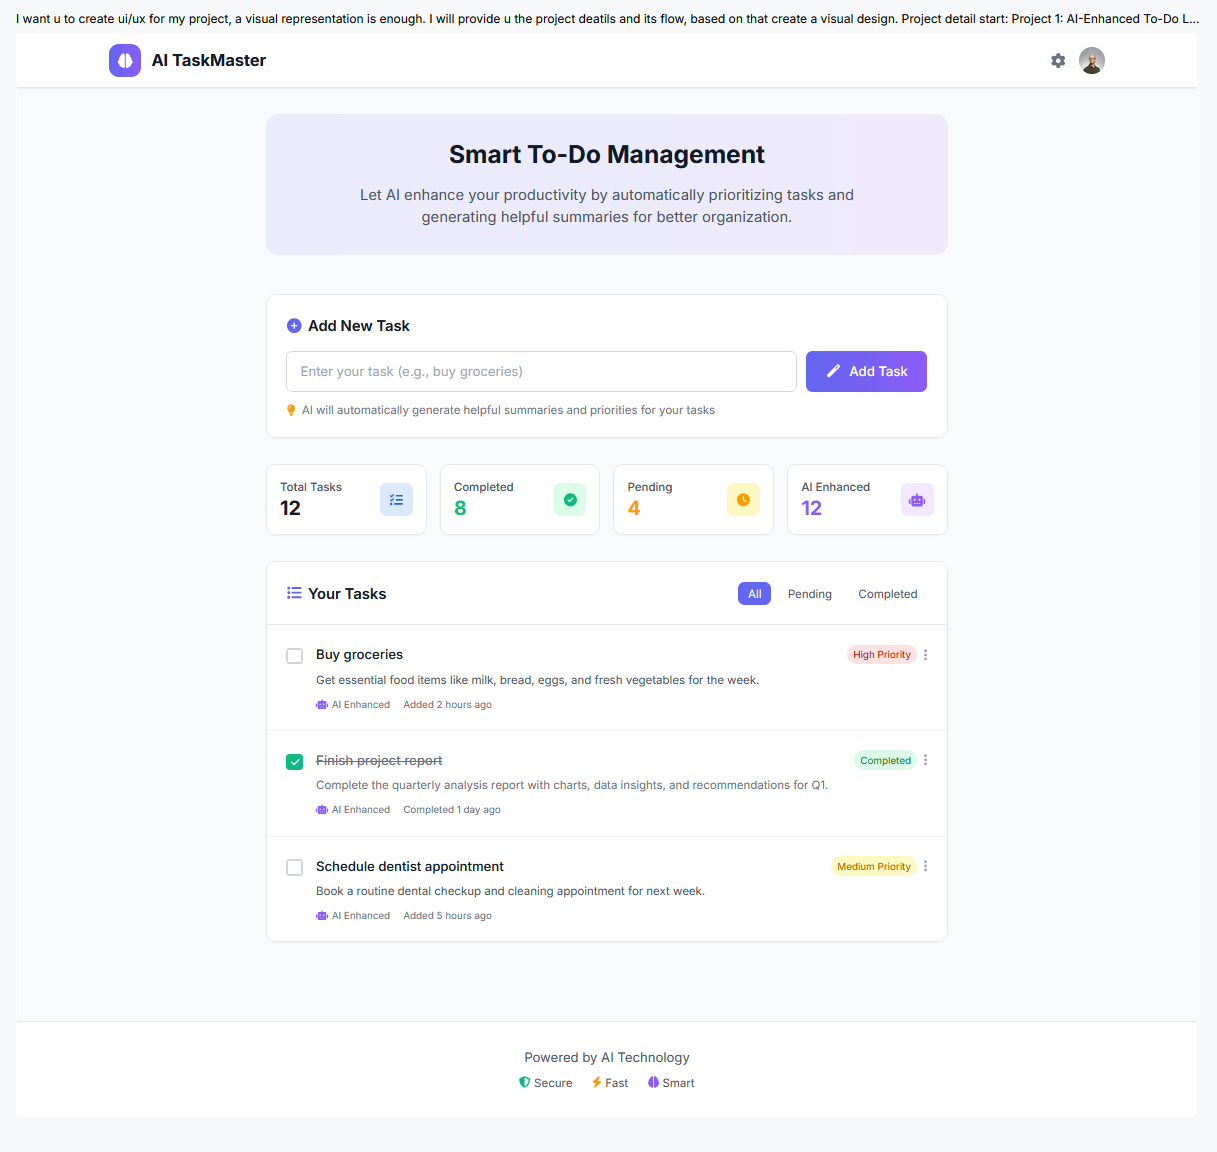 I want u to create ui/ux for my project, a visual representation is enough. I will provide u the project deatils and its flow, based on that create a visual design. Project detail start: Project 1: AI-Enhanced To-Do L...
AI TaskMaster
Smart To-Do Management
Let AI enhance your productivity by automatically prioritizing tasks and
generating helpful summaries for better organization.
Add New Task
Enter your task (e.g., buy groceries)
Add Task
AI will automatically generate helpful summaries and priorities for your tasks
Total Tasks
12
Completed
8
Pending
4
AI Enhanced
12
Your Tasks
All
Pending
Completed
Buy groceries
High Priority
Get essential food items like milk, bread, eggs, and fresh vegetables for the week.
AI Enhanced
Added 2 hours ago
Finish project report
Completed
Complete the quarterly analysis report with charts, data insights, and recommendations for Q1.
AI Enhanced
Completed 1 day ago
Schedule dentist appointment
Medium Priority
Book a routine dental checkup and cleaning appointment for next week.
AI Enhanced
Added 5 hours ago
Powered by AI Technology
Secure
Fast
Smart